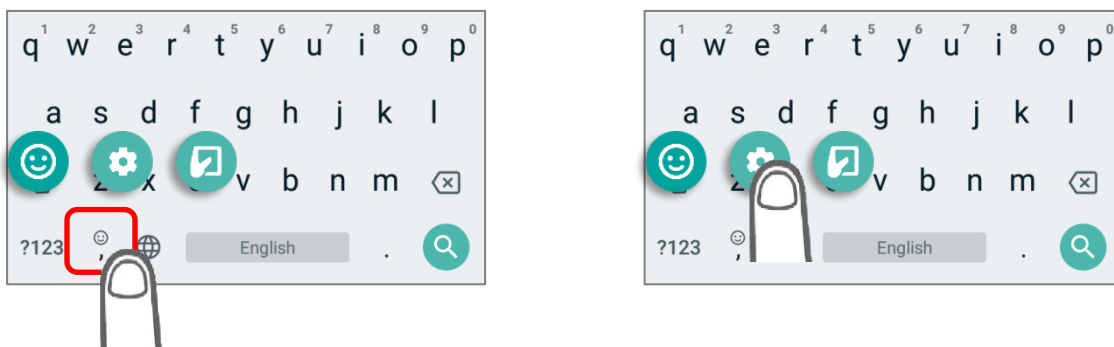 q1 w2 e3 r4 t5 y6 u7 i8 o9 p0
a s d f g h j k l
z x v b n m
?123 , English .
q1 w2 e3 r4 t5 y6 u7 i8 o9 p0
a s d f g h j k l
z v b n m
?123 , English .